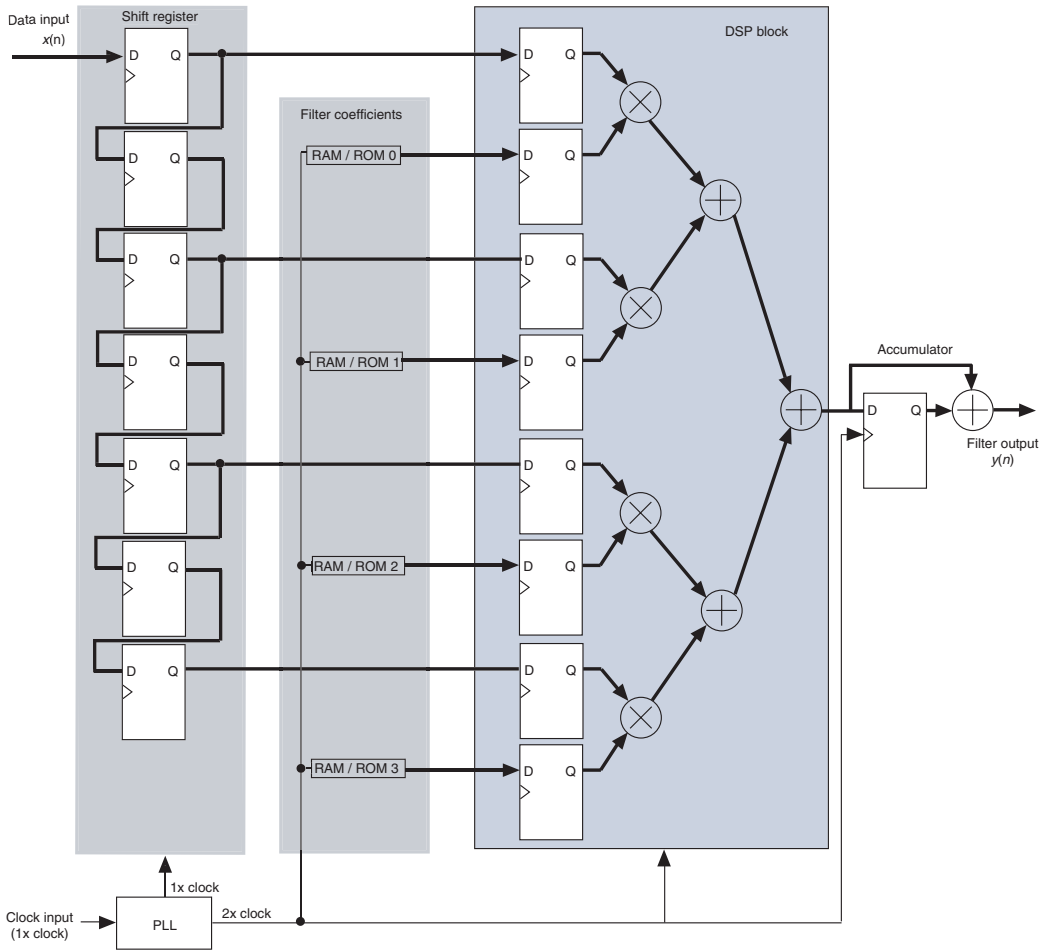 Data input
x(n)
Shift register
DSP block
D Q
D Q
Filter coefficients
D Q
RAM / ROM 0
D Q
D Q
D Q
D Q
RAM / ROM 1
D Q
D Q
Accumulator
D Q
Filter output
y(n)
D Q
D Q
D Q
RAM / ROM 2
D Q
D Q
D Q
RAM / ROM 3
D Q
1x clock
Clock input
(1x clock)
PLL
2x clock